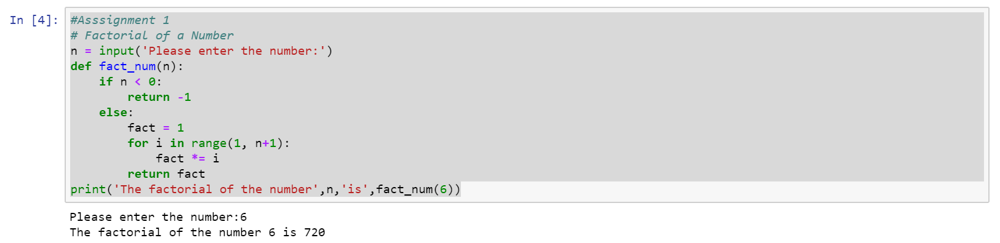 In [4]: #Asssignment 1
# Factorial of a Number
n = input('Please enter the number:')
def fact_num(n):
    if n < 0:
        return -1
    else:
        fact = 1
        for i in range(1, n+1):
            fact *= i
        return fact
print('The factorial of the number',n,'is',fact_num(6))
Please enter the number:6
The factorial of the number 6 is 720